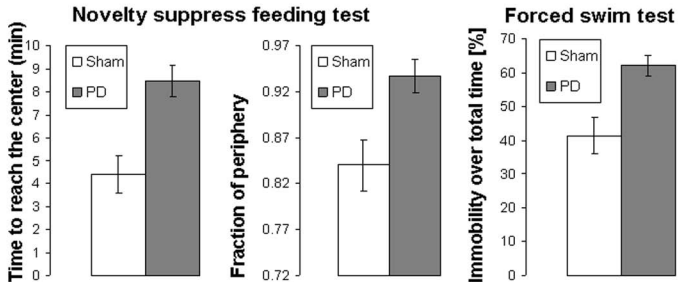 Novelty suppress feeding test
Forced swim test
Time to reach the center (min)
10
9
8
7
6
5
4
3
2
1
0
Sham
PD
Fraction of periphery
0.97
0.92
0.87
0.82
0.77
0.72
Sham
PD
Immobility over total time [%]
70
60
50
40
30
20
10
0
Sham
PD